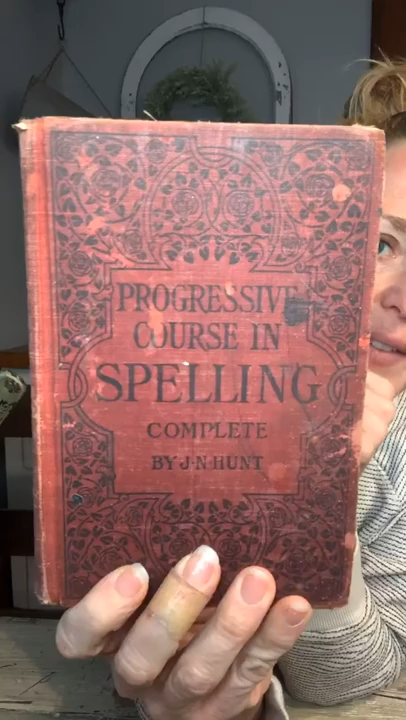 PROGRESSIVE
COURSE IN
SPELLING
COMPLETE
BY J·N·HUNT